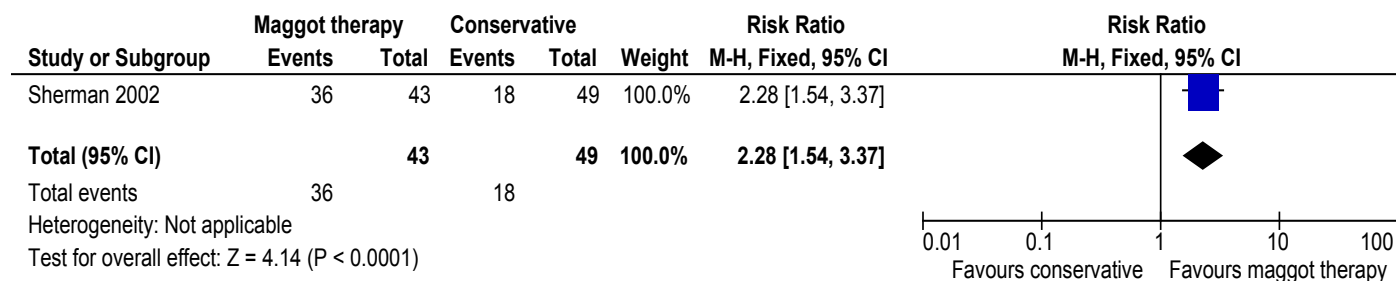 Maggot therapy Conservative Risk Ratio Risk Ratio
Study or Subgroup Events Total Events Total Weight M-H, Fixed, 95% CI M-H, Fixed, 95% CI
Sherman 2002 36 43 18 49 100.0% 2.28 [1.54, 3.37]
Total (95% CI) 43 49 100.0% 2.28 [1.54, 3.37]
Total events 36 18
Heterogeneity: Not applicable
Test for overall effect: Z = 4.14 (P < 0.0001)
0.01 0.1 1 10 100
Favours conservative Favours maggot therapy